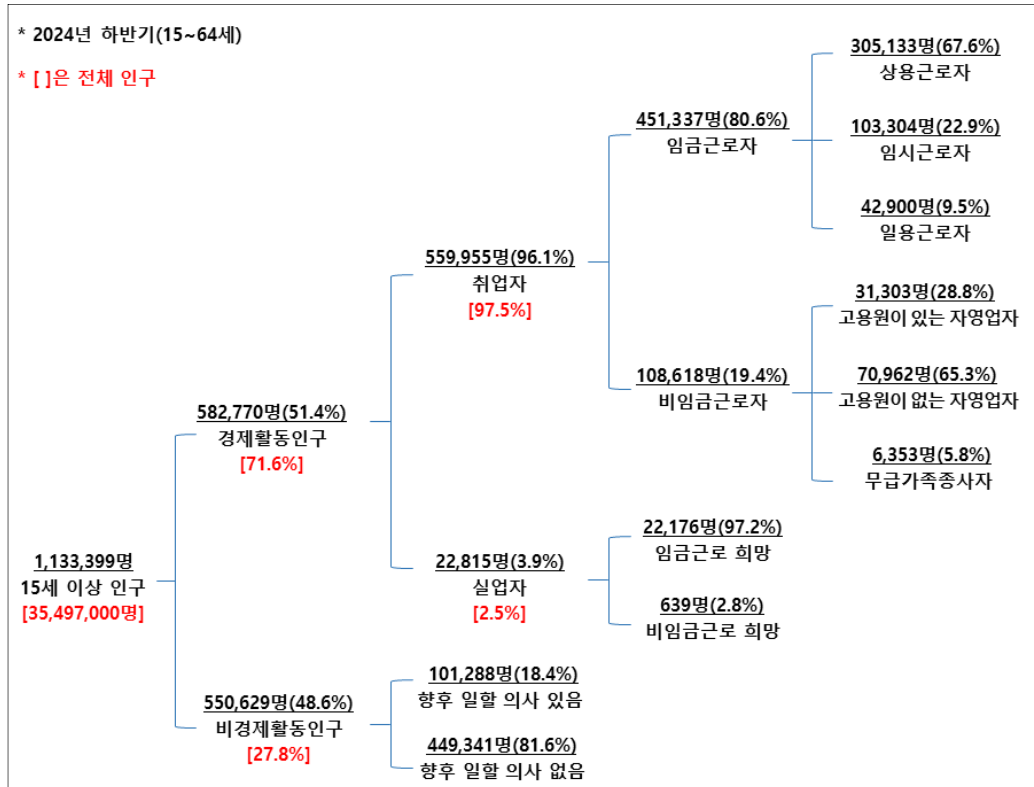 * 2024년 하반기(15~64세)
* [ ]은 전체 인구
1,133,399명
15세 이상 인구
[35,497,000명]
582,770명(51.4%)
경제활동인구
[71.6%]
550,629명(48.6%)
비경제활동인구
[27.8%]
559,955명(96.1%)
취업자
[97.5%]
22,815명(3.9%)
실업자
[2.5%]
101,288명(18.4%)
향후 일할 의사 있음
449,341명(81.6%)
향후 일할 의사 없음
451,337명(80.6%)
임금근로자
108,618명(19.4%)
비임금근로자
22,176명(97.2%)
임금근로 희망
639명(2.8%)
비임금근로 희망
305,133명(67.6%)
상용근로자
103,304명(22.9%)
임시근로자
42,900명(9.5%)
일용근로자
31,303명(28.8%)
고용원이 있는 자영업자
70,962명(65.3%)
고용원이 없는 자영업자
6,353명(5.8%)
무급가족종사자